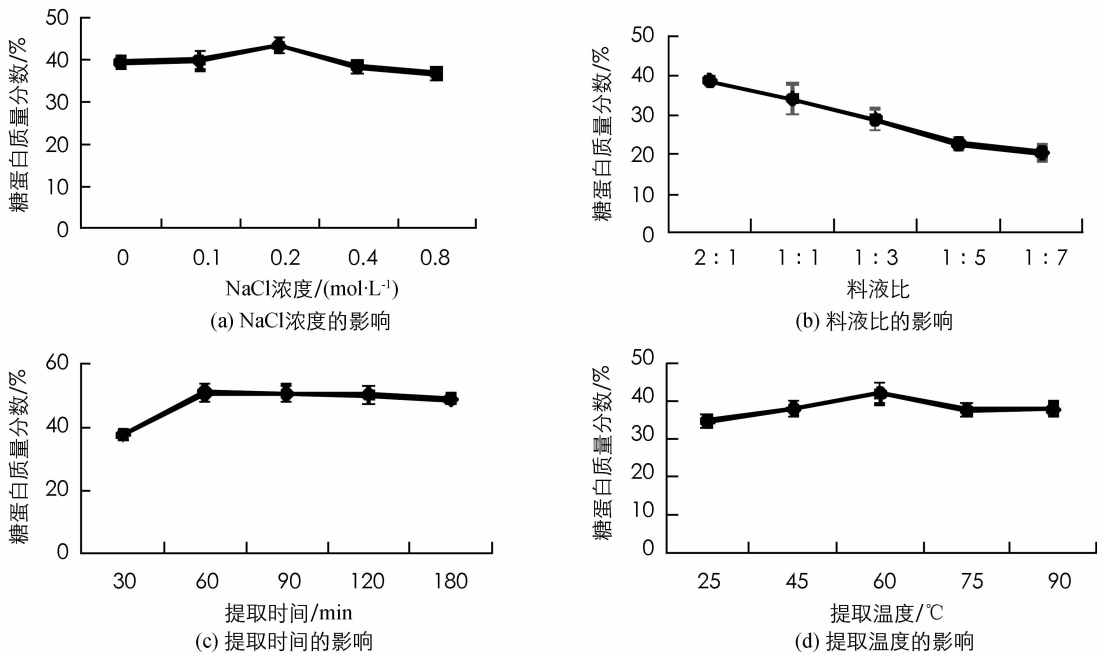 糖蛋白质量分数/%
50
40
30
20
10
0
0 0.1 0.2 0.4 0.8
NaCl浓度/(mol·L⁻¹)
(a) NaCl浓度的影响
糖蛋白质量分数/%
50
40
30
20
10
0
2：1 1：1 1：3 1：5 1：7
料液比
(b) 料液比的影响
糖蛋白质量分数/%
60
40
20
0
30 60 90 120 180
提取时间/min
(c) 提取时间的影响
糖蛋白质量分数/%
50
40
30
20
10
0
25 45 60 75 90
提取温度/℃
(d) 提取温度的影响